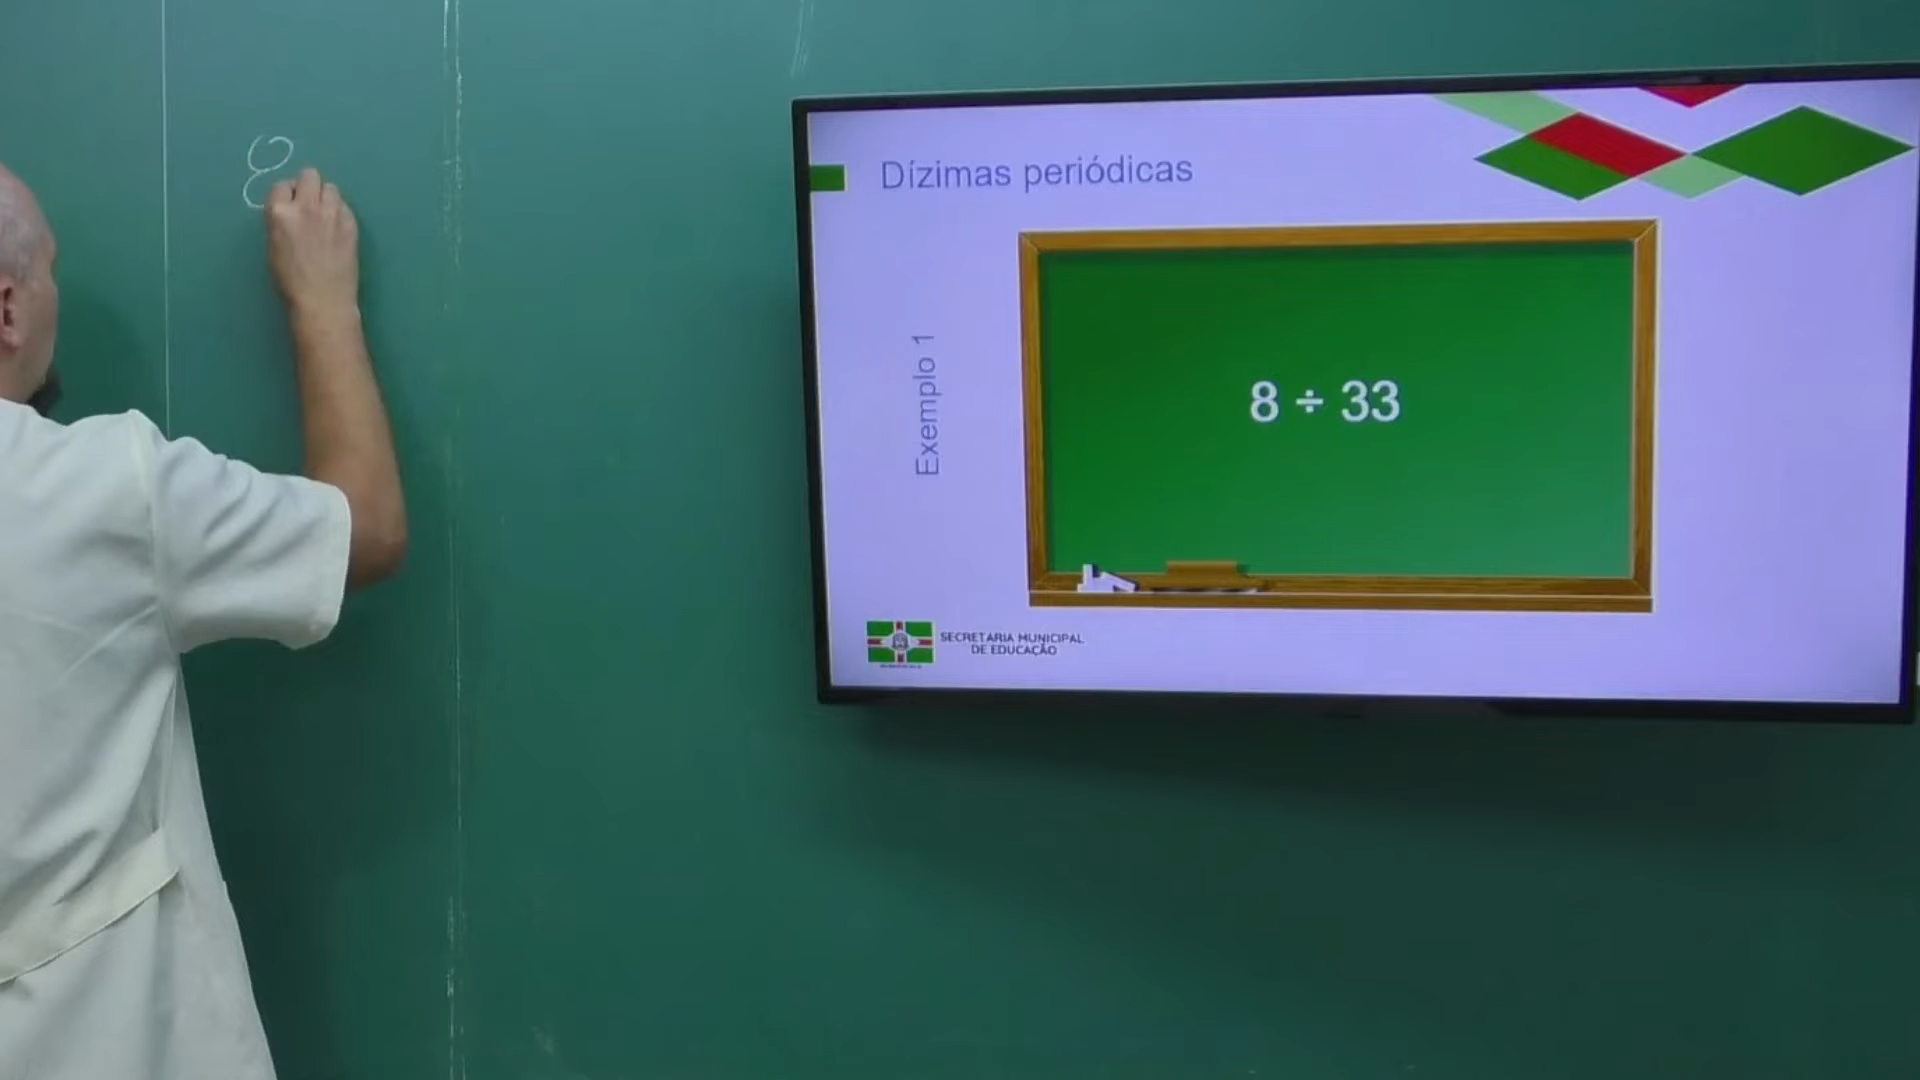 8
Dízimas periódicas
Exemplo 1
8 ÷ 33
SECRETARIA MUNICIPAL
DE EDUCAÇÃO